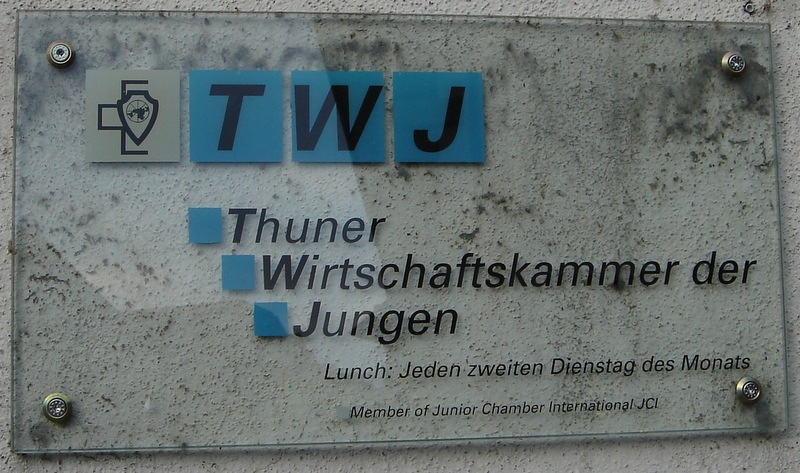 TWJ
Thuner
Wirtschaftskammer der
Jungen
Lunch: Jeden zweiten Dienstag des Monats
Member of Junior Chamber International JCI